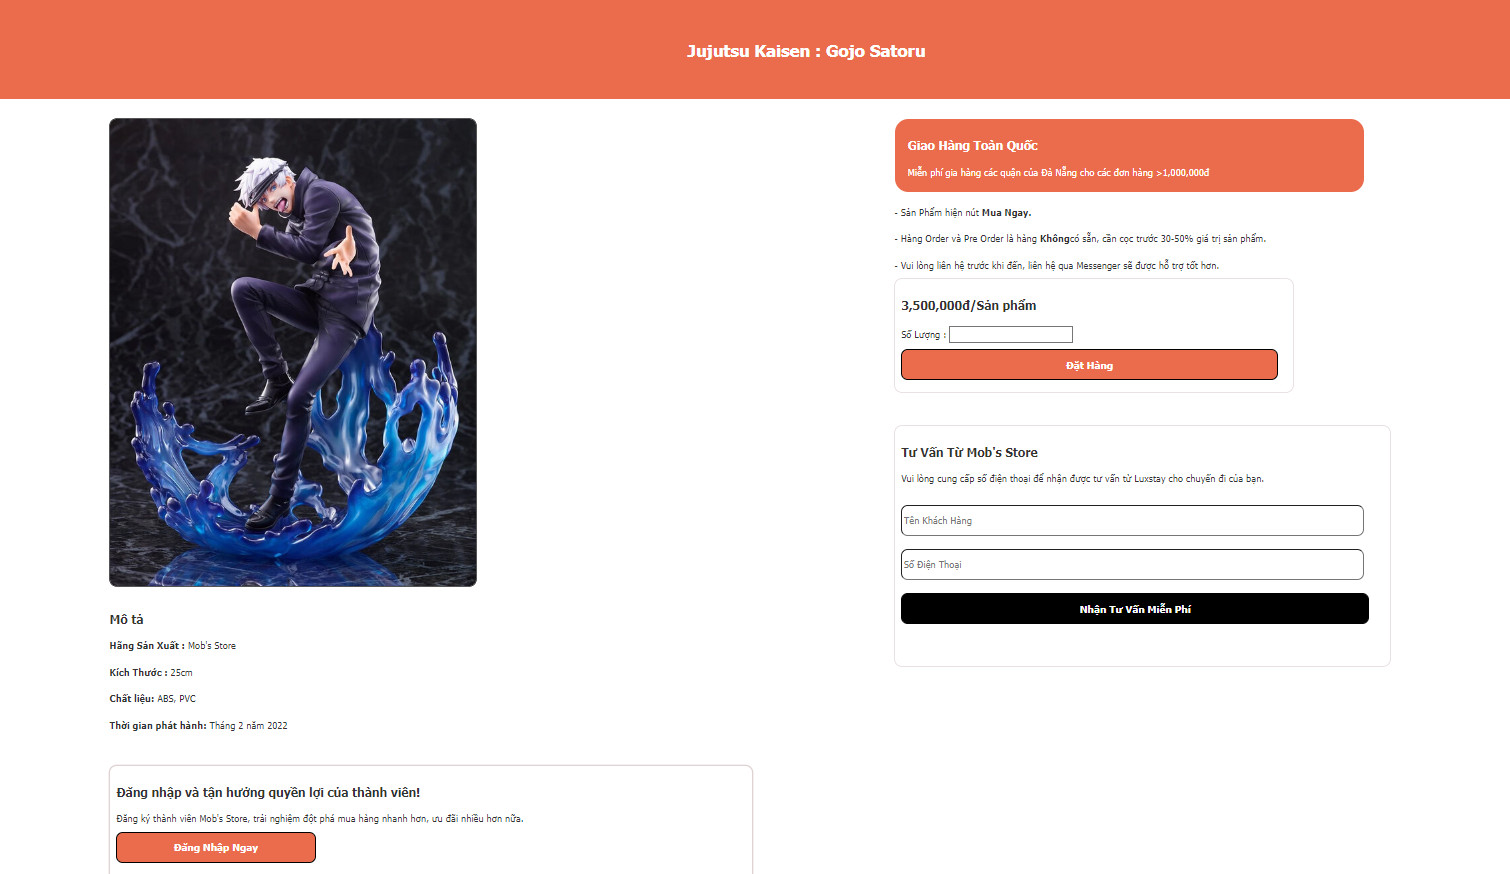 Jujutsu Kaisen : Gojo Satoru
Giao Hàng Toàn Quốc
Miễn phí gia hàng các quận của Đà Nẵng cho các đơn hàng >1,000,000đ
- Sản Phẩm hiện nút Mua Ngay.
- Hàng Order và Pre Order là hàng Khôngcó sẵn, cần cọc trước 30-50% giá trị sản phẩm.
- Vui lòng liên hệ trước khi đến, liên hệ qua Messenger sẽ được hỗ trợ tốt hơn.
3,500,000đ/Sản phẩm
Số Lượng :
Đặt Hàng
Tư Vấn Từ Mob's Store
Vui lòng cung cấp số điện thoại để nhận được tư vấn từ Luxstay cho chuyến đi của bạn.
Tên Khách Hàng
Số Điện Thoại
Nhận Tư Vấn Miễn Phí
Mô tả
Hãng Sản Xuất : Mob's Store
Kích Thước : 25cm
Chất liệu: ABS, PVC
Thời gian phát hành: Tháng 2 năm 2022
Đăng nhập và tận hưởng quyền lợi của thành viên!
Đăng ký thành viên Mob's Store, trải nghiệm đột phá mua hàng nhanh hơn, ưu đãi nhiều hơn nữa.
Đăng Nhập Ngay